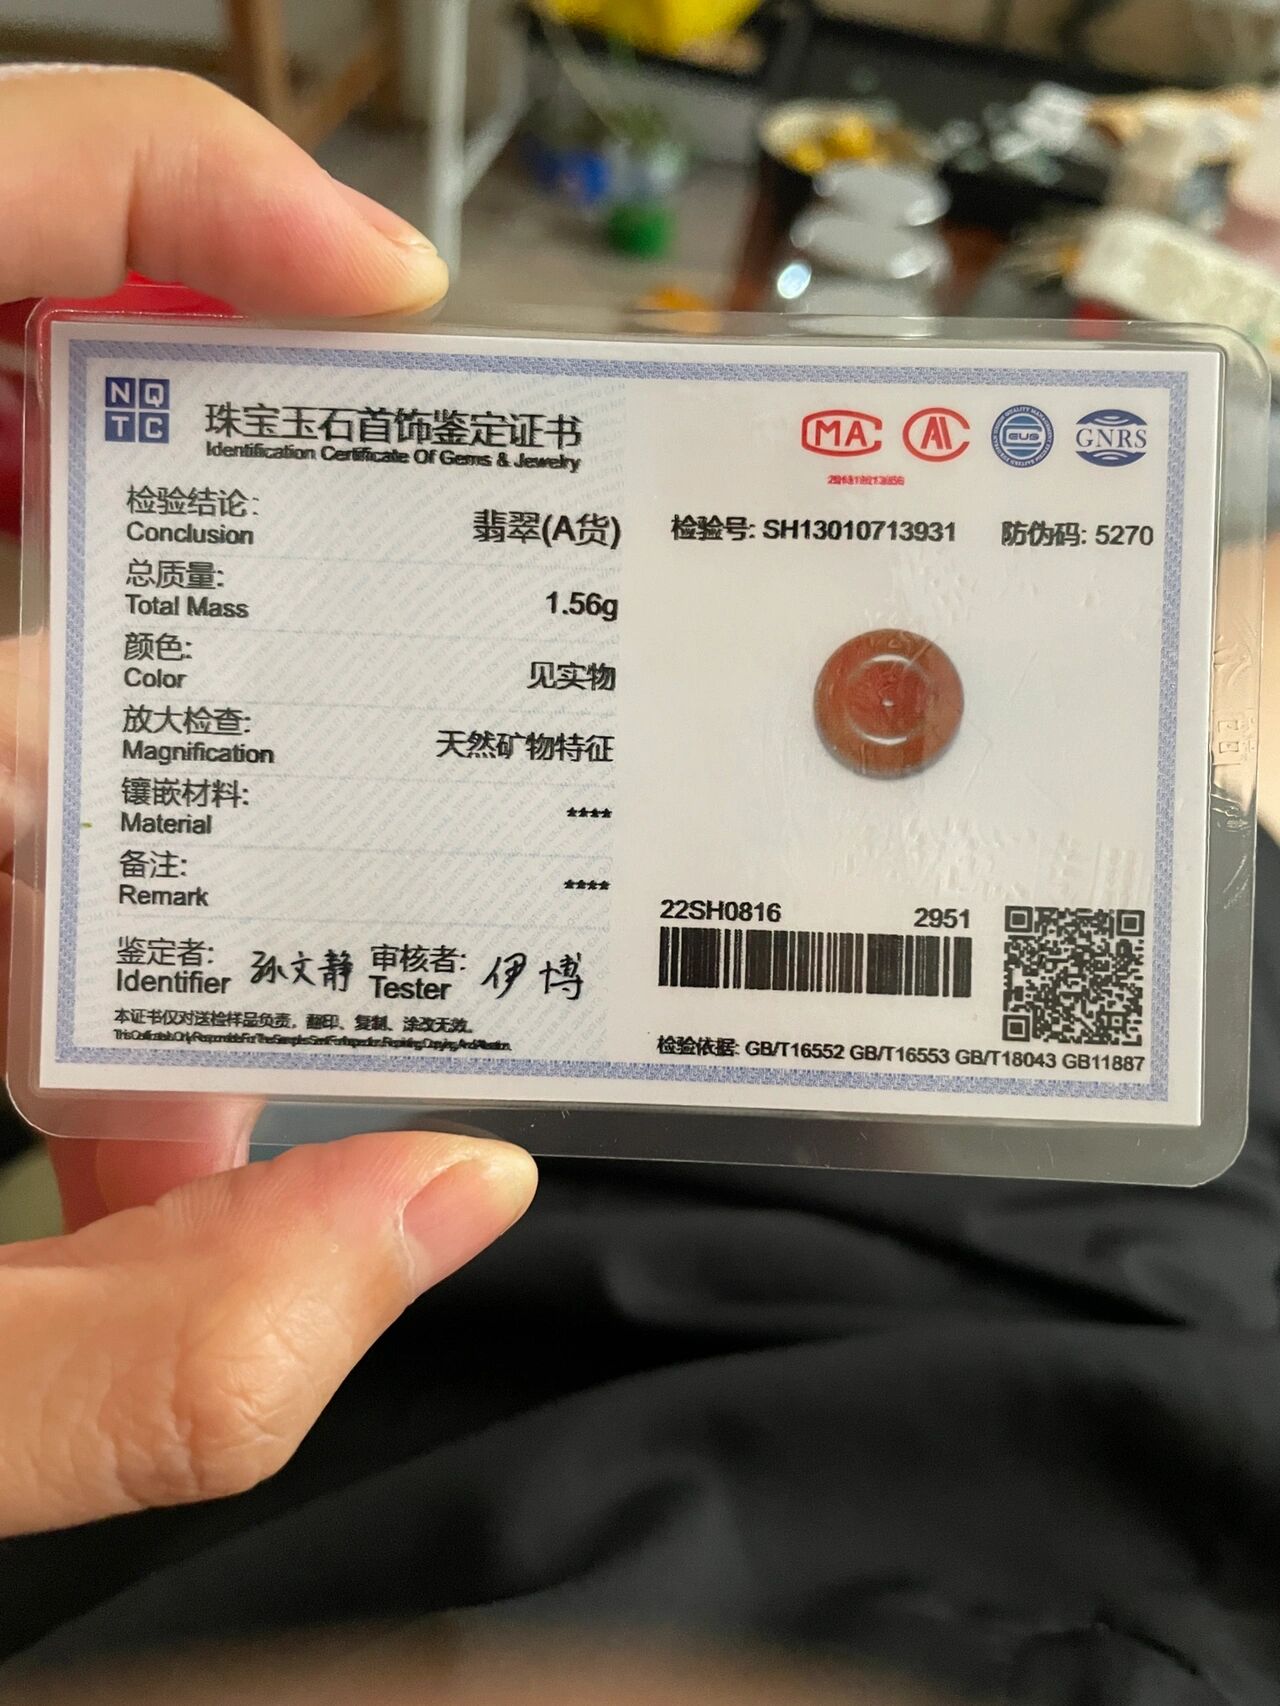 NQTC
珠宝玉石首饰鉴定证书
Identification Certificate Of Gems & Jewelry
检验结论:
Conclusion
翡翠(A货)
总质量:
Total Mass
1.56g
颜色:
Color
见实物
放大检查:
Magnification
天然矿物特征
镶嵌材料:
Material
****
备注:
Remark
****
鉴定者:
Identifier
孙文静
审核者:
Tester
伊博
本证书仅对送检样品负责，翻印、复制、涂改无效。
MA
GNRS
检验号: SH13010713931 防伪码: 5270
22SH0816 2951
检验依据: GB/T16552 GB/T16553 GB/T18043 GB11887